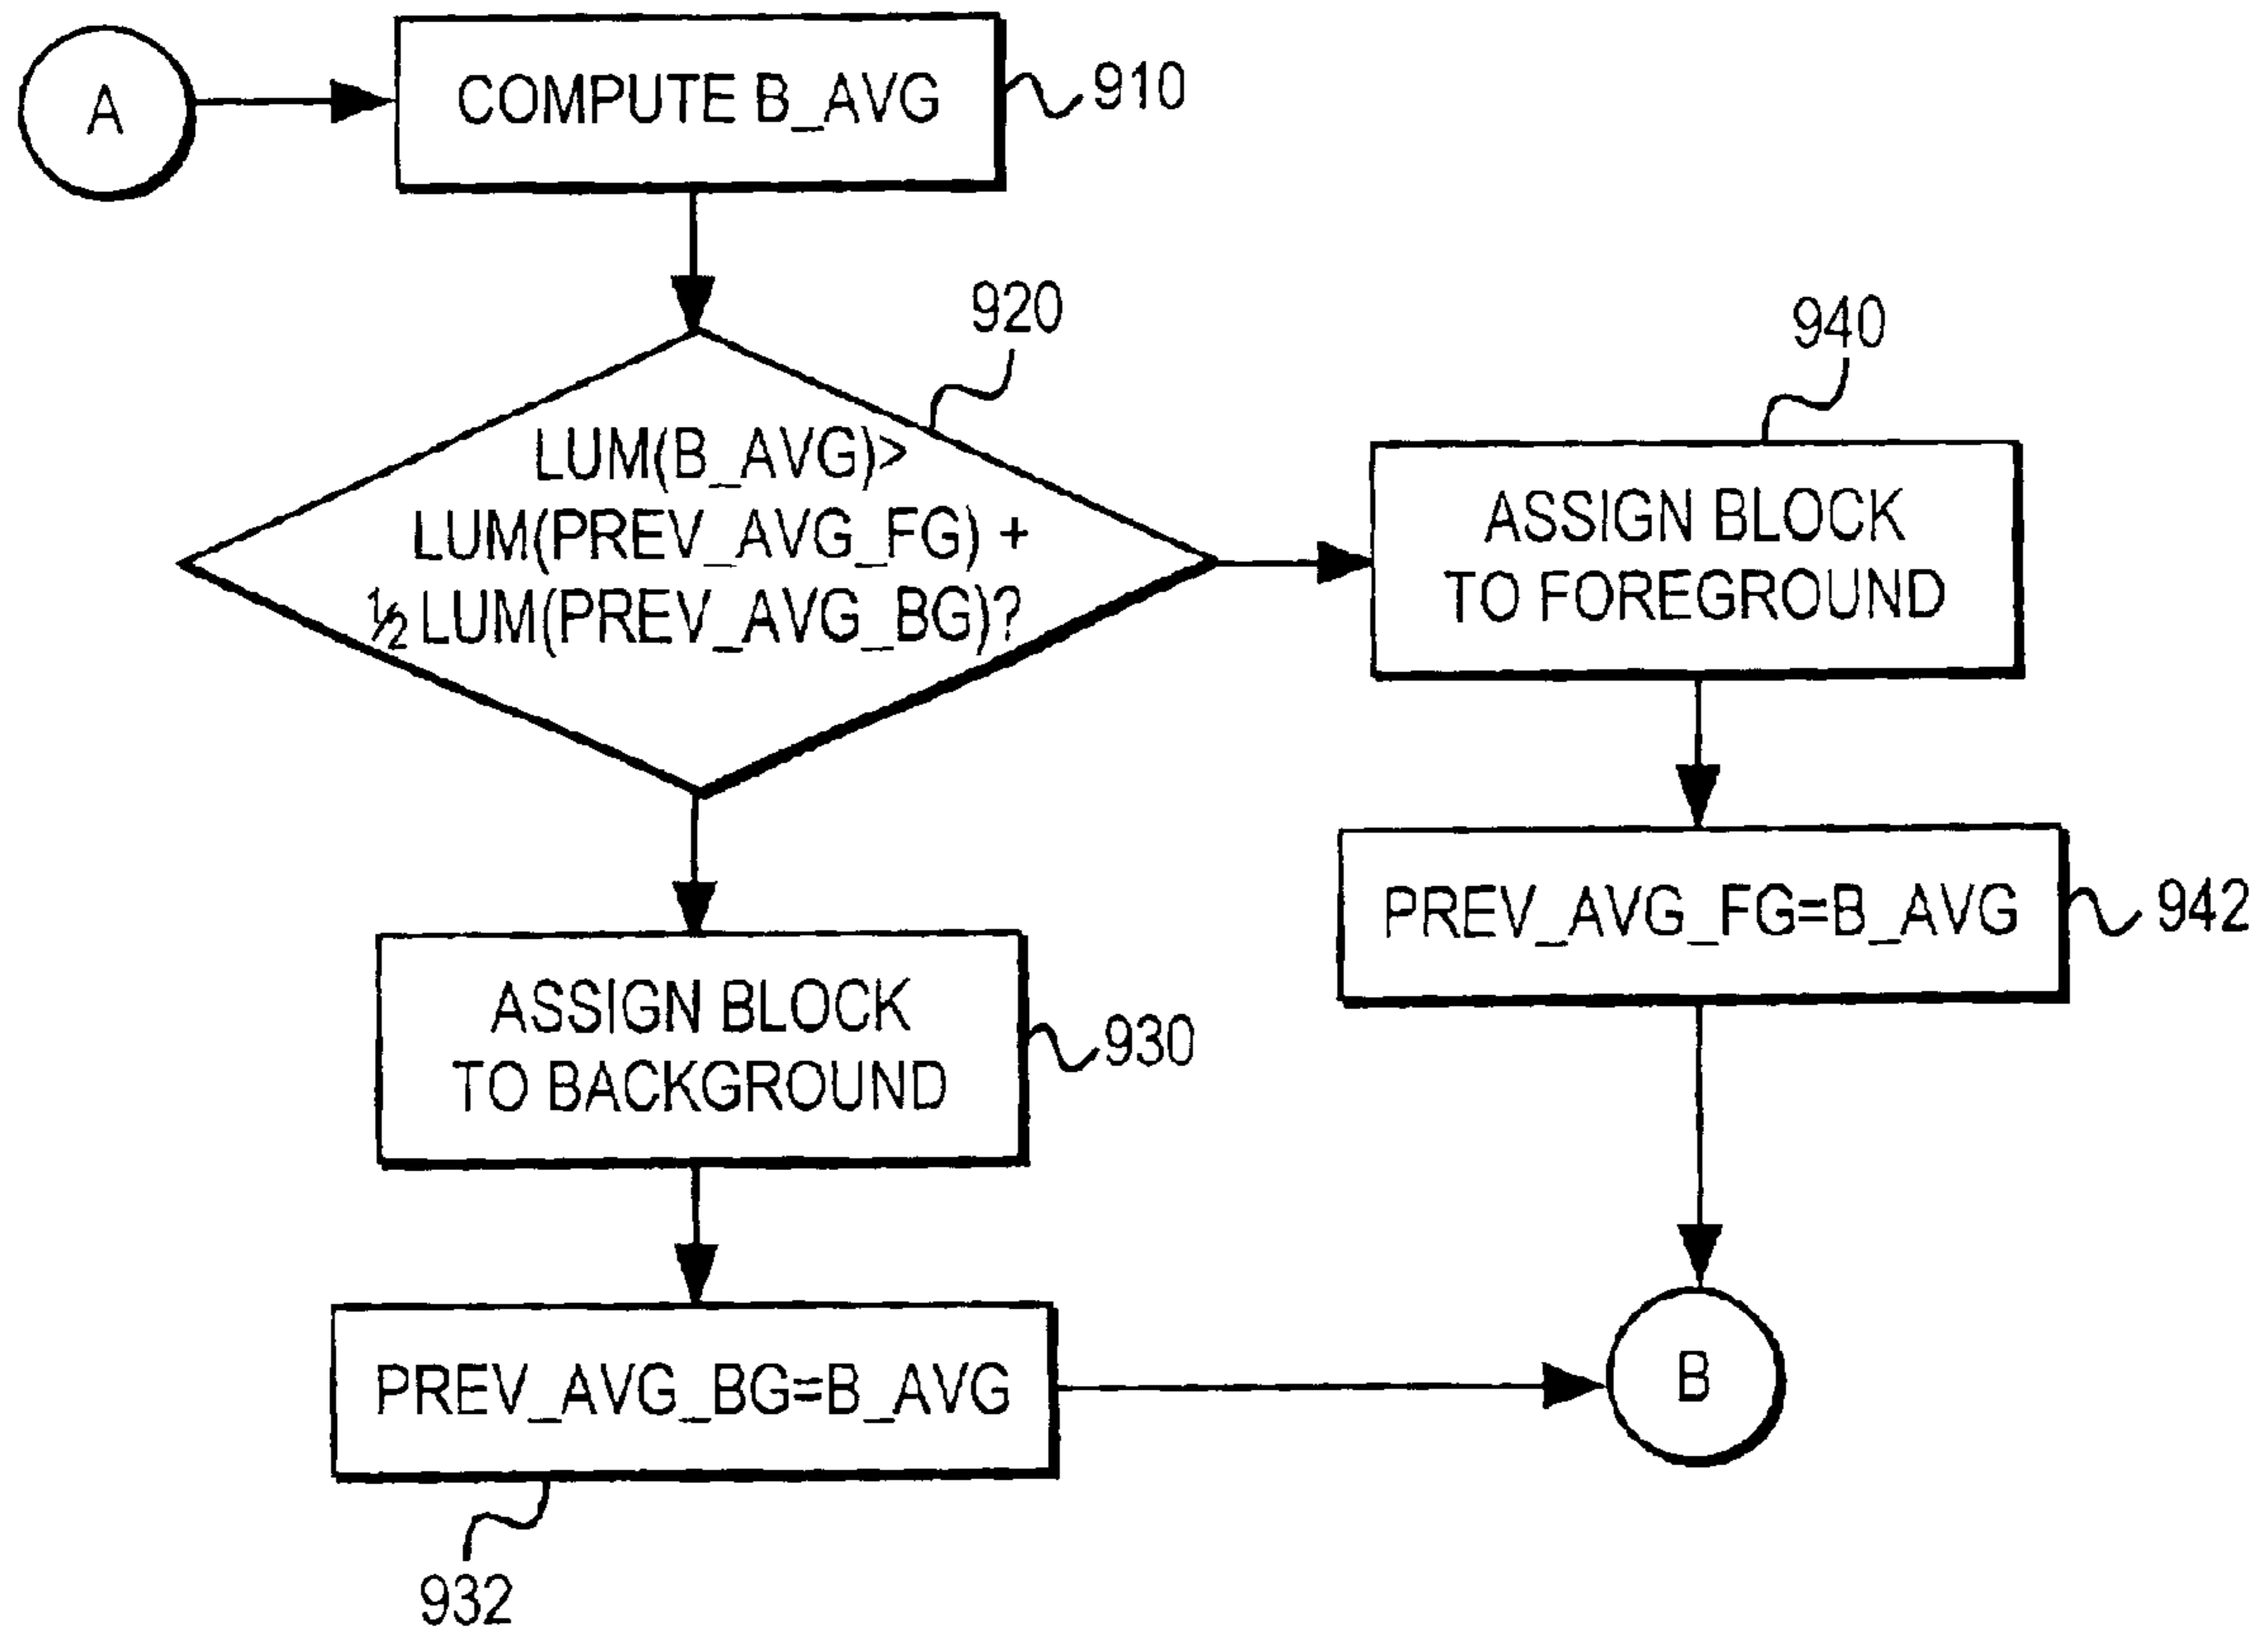 A
COMPUTE B_AVG
910
920
LUM(B_AVG)>
LUM(PREV_AVG_FG) +
½ LUM(PREV_AVG_BG)?
940
ASSIGN BLOCK
TO FOREGROUND
PREV_AVG_FG=B_AVG
942
ASSIGN BLOCK
TO BACKGROUND
930
PREV_AVG_BG=B_AVG
B
932